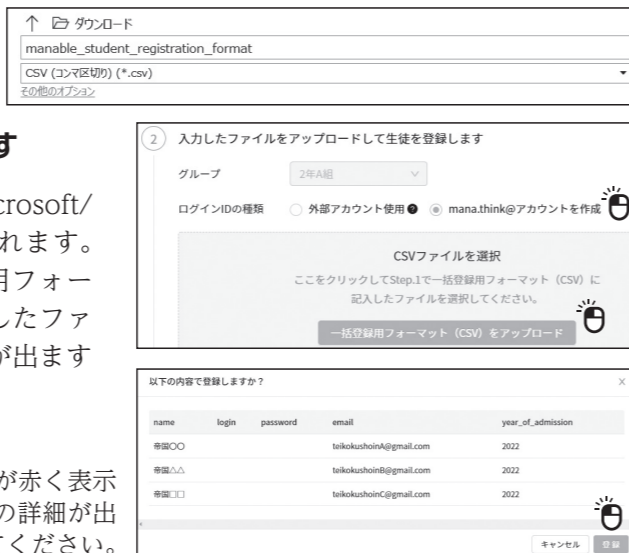 ↑ ダウンロード
manable_student_registration_format
CSV (コンマ区切り) (*.csv)
その他のオプション
す
crosoft/
れます。
用フォー
したファ
が出ます
が赤く表示
の詳細が出
てください。
2 入力したファイルをアップロードして生徒を登録します
グループ 2年A組
ログインIDの種類 外部アカウント使用 ? mana.think@アカウントを作成
CSVファイルを選択
ここをクリックしてStep.1で一括登録用フォーマット（CSV）に
記入したファイルを選択してください。
一括登録用フォーマット（CSV）をアップロード
以下の内容で登録しますか？ ×
name login password email year_of_admission
帝国〇〇 teikokushoinA@gmail.com 2022
帝国△△ teikokushoinB@gmail.com 2022
帝国□□ teikokushoinC@gmail.com 2022
キャンセル 登録